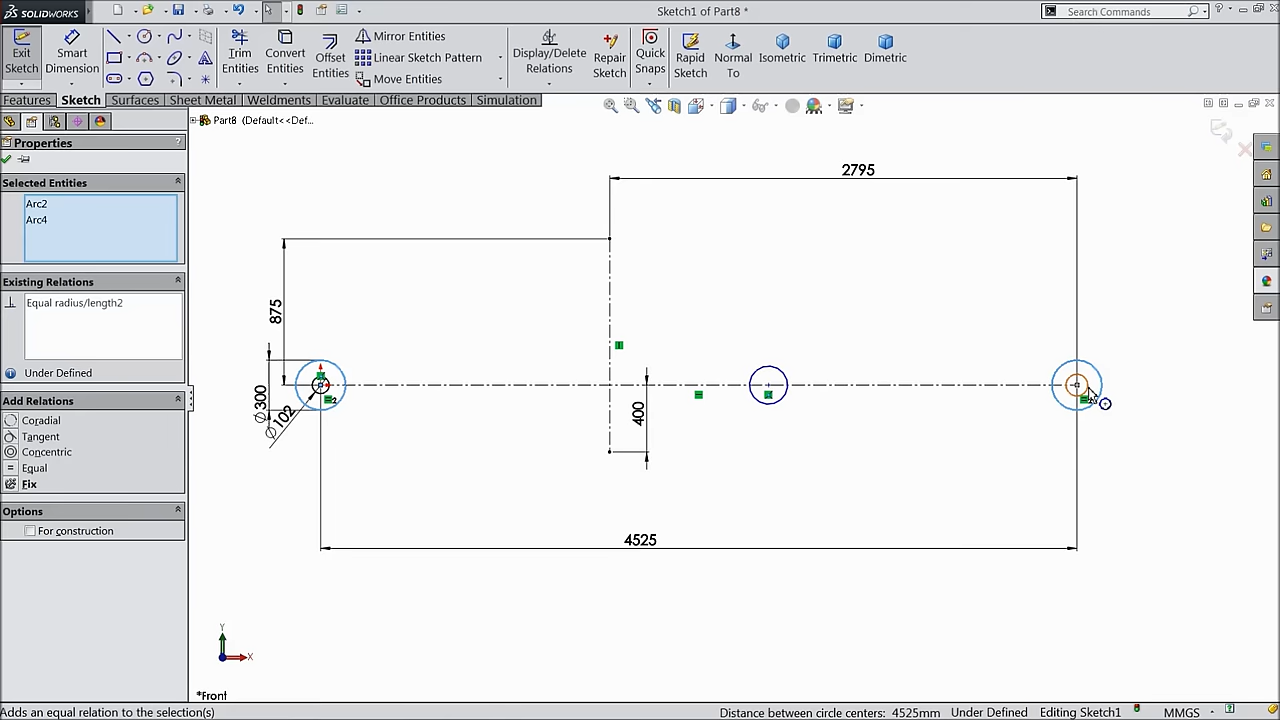 SOLIDWORKS
Sketch1 of Part8 *
Search Commands
Exit Sketch
Smart Dimension
Trim Entities
Convert Entities
Offset Entities
Mirror Entities
Linear Sketch Pattern
Move Entities
Display/Delete Relations
Repair Sketch
Quick Snaps
Rapid Sketch
Normal To
Isometric
Trimetric
Dimetric
Features
Sketch
Surfaces
Sheet Metal
Weldments
Evaluate
Office Products
Simulation
Part8 (Default<<Def...
Properties
?
Selected Entities
Arc2
Arc4
Existing Relations
Equal radius/length2
Under Defined
Add Relations
Coradial
Tangent
Concentric
Equal
Fix
Options
For construction
2795
875
Ø300
Ø102
400
4525
Y
X
*Front
Adds an equal relation to the selection(s)
Distance between circle centers: 4525mm
Under Defined
Editing Sketch1
MMGS